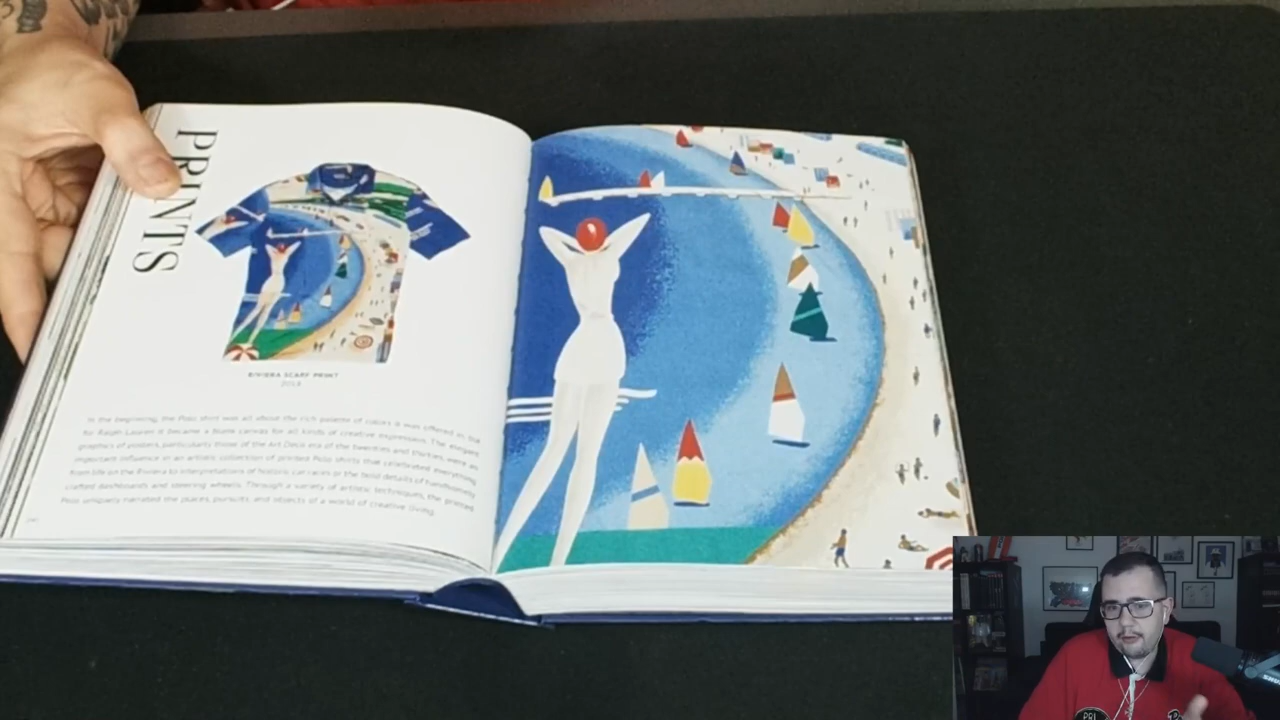 PRINTS
RIVIERA SCARF PRINT
2013
In the beginning, the Polo shirt was all about the rich palette of colors it was offered in, but
for Ralph Lauren it became a blank canvas for all kinds of creative expression. The elegant
graphics of posters, particularly those of the Art Deco era of the twenties and thirties, were an
important influence in an artistic collection of printed Polo shirts that celebrated everything
from life on the Riviera to interpretations of historic car races or the bold details of handsomely
crafted dashboards and steering wheels. Through a variety of artistic techniques, the printed
Polo uniquely narrated the places, pursuits and objects of a world of creative living.
PRL